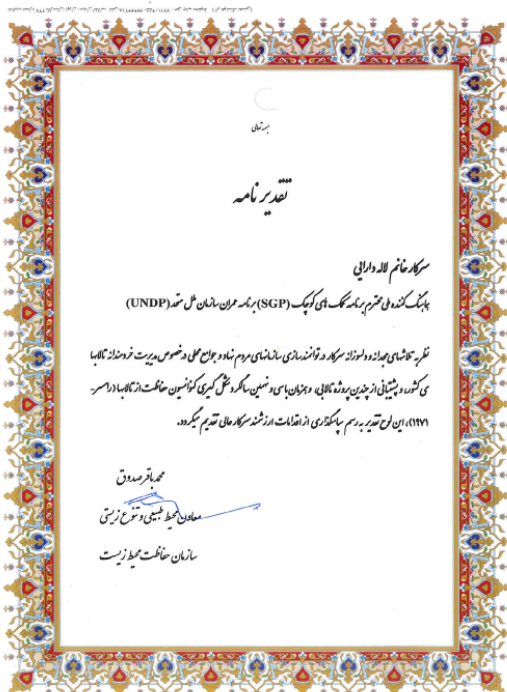 بسمه تعالی
تقدیر نامه
سرکار خانم لاله دارایی
هماهنگ کننده ملی محترم برنامه کمک های کوچک (SGP) برنامه عمران سازمان ملل متحد (UNDP)
نظر به تلاشهای مجدانه و دلسوزانه سرکار در توانمندسازی سازمانهای مردم نهاد و جوامع محلی در خصوص مدیریت خردمندانه تالابها
ی کشور، و پشتیبانی از چندین پروژه تالابی، و همزمان با سی و نهمین سالگرد شکل گیری کنوانسیون حفاظت از تالابها (رامسر-
۱۹۷۱)، این لوح تقدیر به رسم سپاسگذاری از اقدامات ارزشمند سرکار عالی تقدیم میگردد.
محمد باقر صدوق
معاون محیط طبیعی و تنوع زیستی
سازمان حفاظت محیط زیست